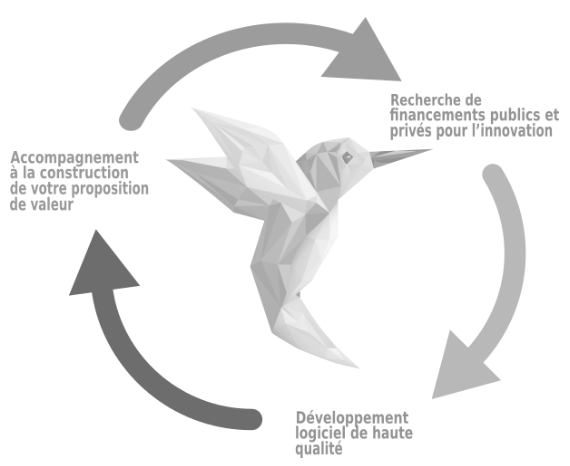 Recherche de
financements publics et
privés pour l'innovation
Accompagnement
à la construction
de votre proposition
de valeur
Développement
logiciel de haute
qualité